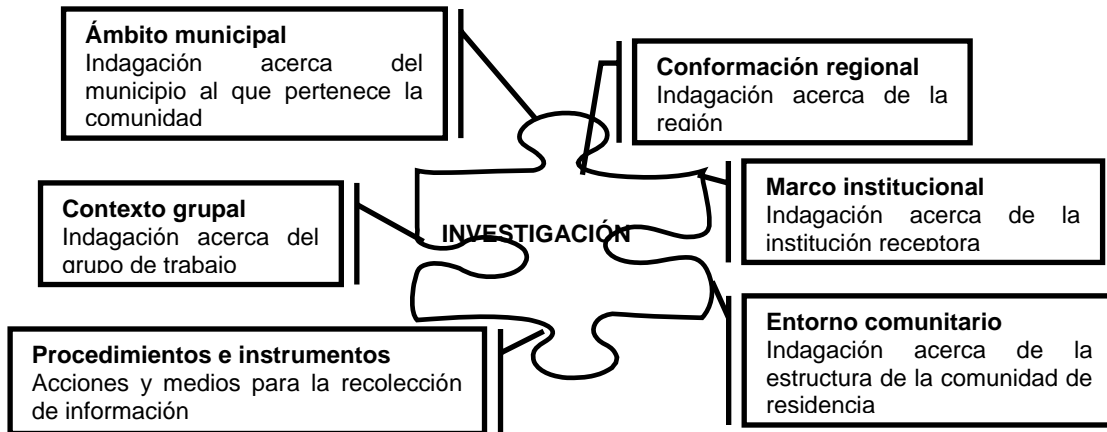 Ámbito municipal
Indagación acerca del
municipio al que pertenece la
comunidad
Conformación regional
Indagación acerca de la
región
Contexto grupal
Indagación acerca del
grupo de trabajo
INVESTIGACIÓN
Marco institucional
Indagación acerca de la
institución receptora
Procedimientos e instrumentos
Acciones y medios para la recolección
de información
Entorno comunitario
Indagación acerca de la
estructura de la comunidad de
residencia